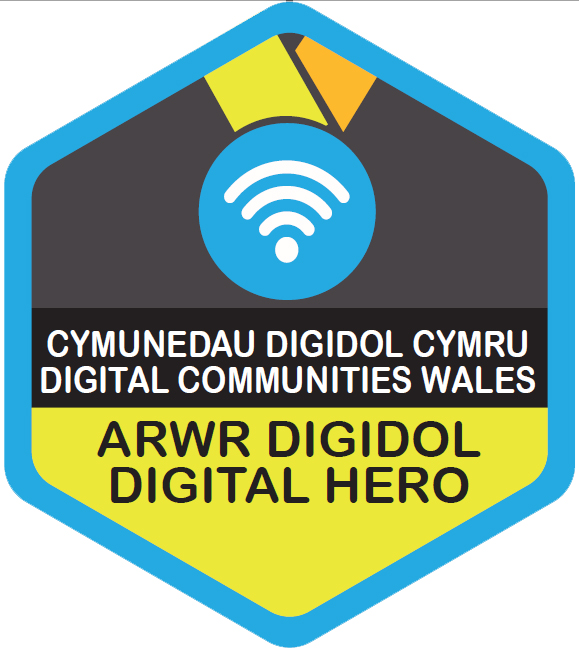 CYMUNEDAU DIGIDOL CYMRU
DIGITAL COMMUNITIES WALES
ARWR DIGIDOL
DIGITAL HERO